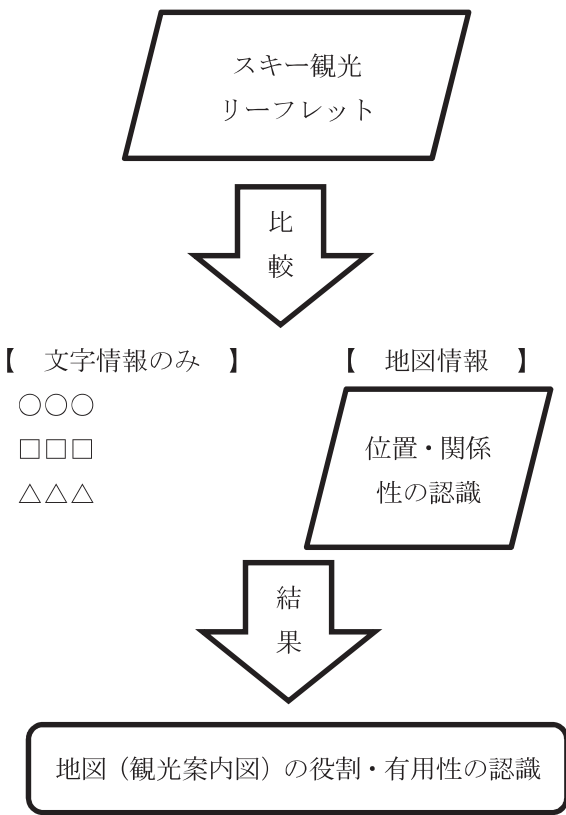 スキー観光
リーフレット
比
較
【　文字情報のみ　】
【　地図情報　】
○○○
□□□
△△△
位置・関係
性の認識
結
果
地図（観光案内図）の役割・有用性の認識